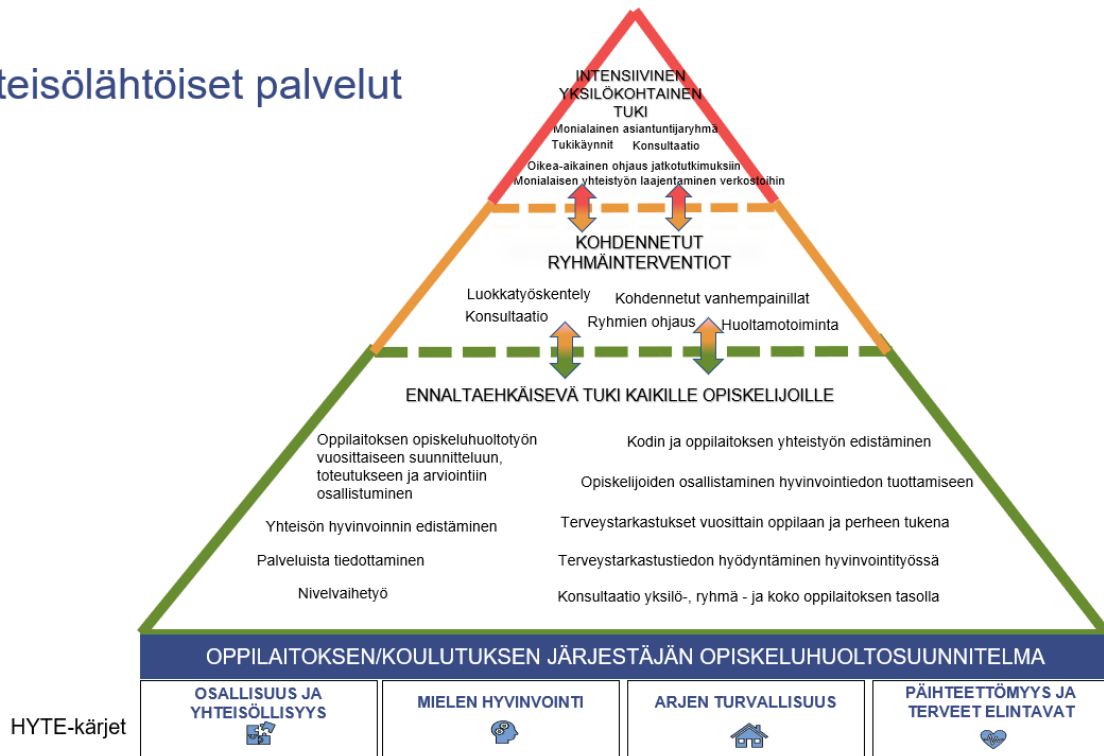 teisölähtöiset palvelut
INTENSIIVINEN
YKSILÖKOHTAINEN
TUKI
Monialainen asiantuntijaryhmä
Tukikäynnit Konsultaatio
Oikea-aikainen ohjaus jatkotutkimuksiin
Monialaisen yhteistyön laajentaminen verkostoihin
KOHDENNETUT
RYHMÄINTERVENTIOT
Luokkatyöskentely
Kohdennetut vanhempainillat
Konsultaatio
Ryhmien ohjaus
Huoltamotoiminta
ENNALTAEHKÄISEVÄ TUKI KAIKILLE OPISKELIJOILLE
Oppilaitoksen opiskeluhuoltotyön
vuosittaiseen suunnitteluun,
toteutukseen ja arviointiin
osallistuminen
Yhteisön hyvinvoinnin edistäminen
Palveluista tiedottaminen
Nivelvaihetyö
Kodin ja oppilaitoksen yhteistyön edistäminen
Opiskelijoiden osallistaminen hyvinvointiedon tuottamiseen
Terveystarkastukset vuosittain oppilaan ja perheen tukena
Terveystarkastustiedon hyödyntäminen hyvinvointityössä
Konsultaatio yksilö-, ryhmä - ja koko oppilaitoksen tasolla
OPPILAITOKSEN/KOULUTUKSEN JÄRJESTÄJÄN OPISKELUHUOLTOSUUNNITELMA
HYTE-kärjet
OSALLISUUS JA
YHTEISÖLLISYYS
MIELEN HYVINVOINTI
ARJEN TURVALLISUUS
PÄIHTEETTÖMYYS JA
TERVEET ELINTAVAT